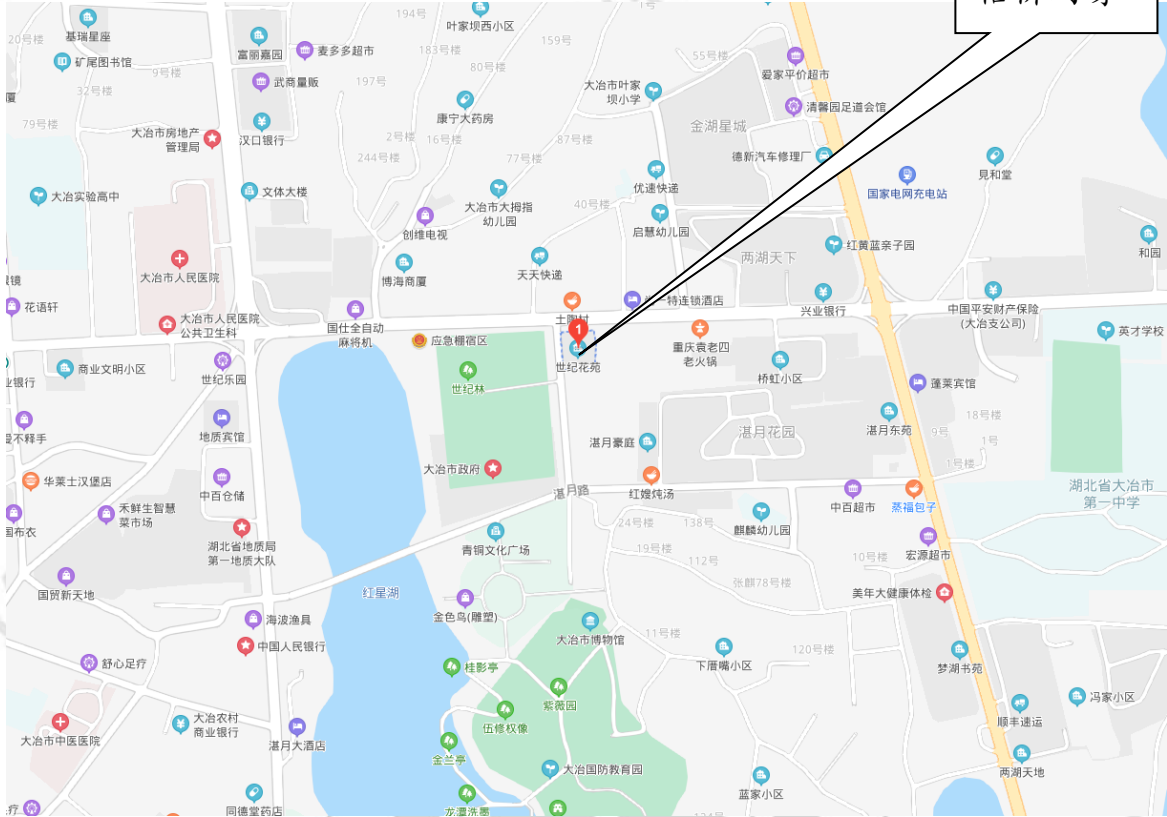 叶家坝西小区
194号
1号
基瑞星座
20号楼
富丽嘉园
麦多多超市
183号楼
159号
矿尾图书馆
9号楼
55号楼
爱家平价超市
80号楼
197号
武商量贩
32号楼
大冶市叶家
坝小学
康宁大药房
清馨园足道会馆
79号楼
大冶市房地产
管理局
汉口银行
2号楼
16号楼
87号楼
金湖星城
244号楼
77号楼
德新汽车修理厂
優速快递
見和堂
大冶实验高中
文体大楼
国家电网充电站
大冶市大拇指
幼儿园
40号楼
创维电视
启慧幼儿园
红黄蓝亲子园
和园
两湖天下
博海商厦
天天快递
大冶市人民医院
花语轩
兴业银行
中国平安财产保险
(大冶支公司)
大冶市人民医院
公共卫生科
国仕全自动
麻将机
应急棚宿区
1
世纪花苑
重庆袁老四
老火锅
英才学校
商业文明小区
世纪乐园
世纪林
桥虹小区
蓬莱宾馆
湛月东苑
18号楼
地质宾馆
湛月花园
9号
1号
湛月豪庭
大冶市政府
1号楼
华莱士汉堡店
中百仓储
湛月路
红嫂炖汤
中百超市
蒸福包子
湖北省大冶市
第一中学
禾鲜生智慧
菜市场
24号楼
138号
麒麟幼儿园
湖北省地质局
第一地质大队
青铜文化广场
19号楼
宏源超市
112号
10号楼
张麒78号楼
国贸新天地
红星湖
美年大健康体检
金色鸟(雕塑)
海波渔具
中国人民银行
大冶市博物馆
11号楼
120号楼
舒心足疗
桂影亭
下厝嘴小区
梦湖书苑
紫薇园
冯家小区
大冶农村
商业银行
伍修权像
顺丰速运
大冶市中医医院
湛月大酒店
金兰亭
大冶国防教育园
两湖天地
蓝家小区
同德堂药店
龙潭洗墨